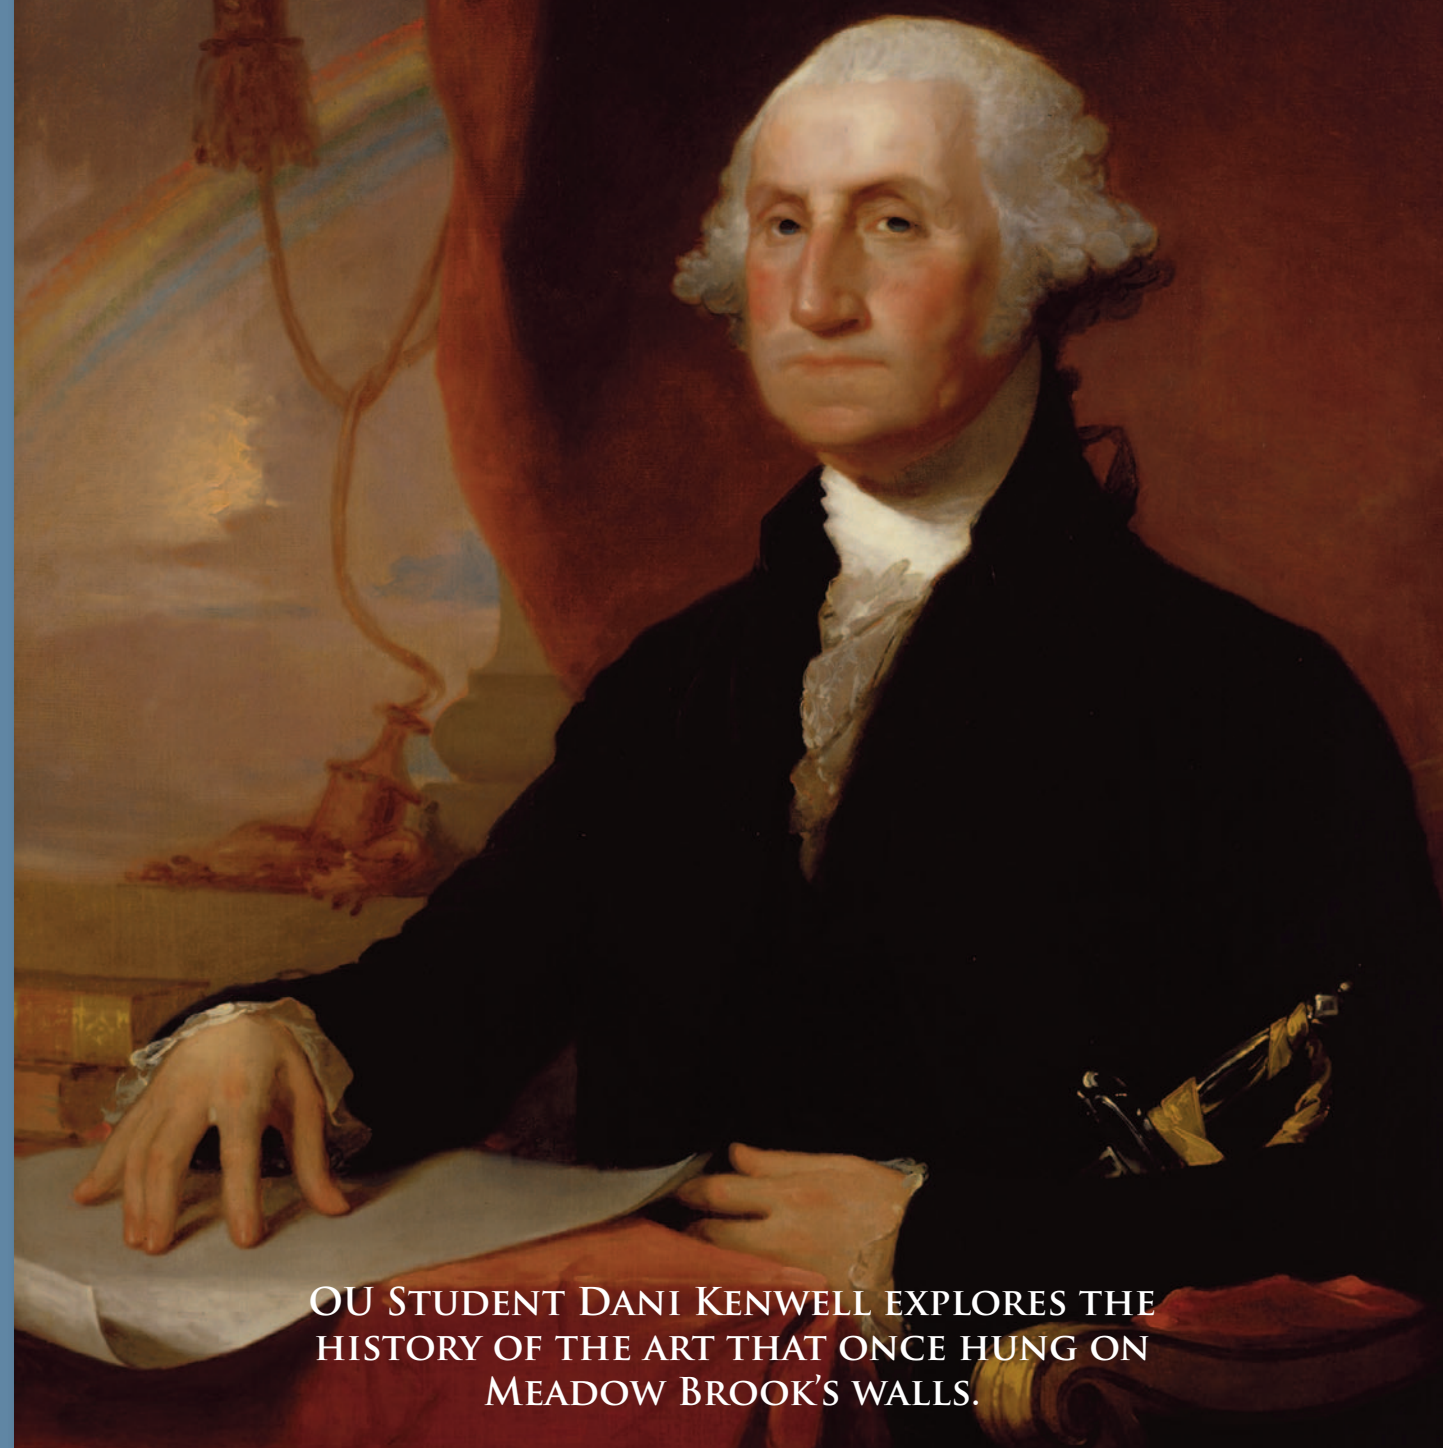 OU Student Dani Kenwell explores the
history of the art that once hung on
Meadow Brook’s walls.